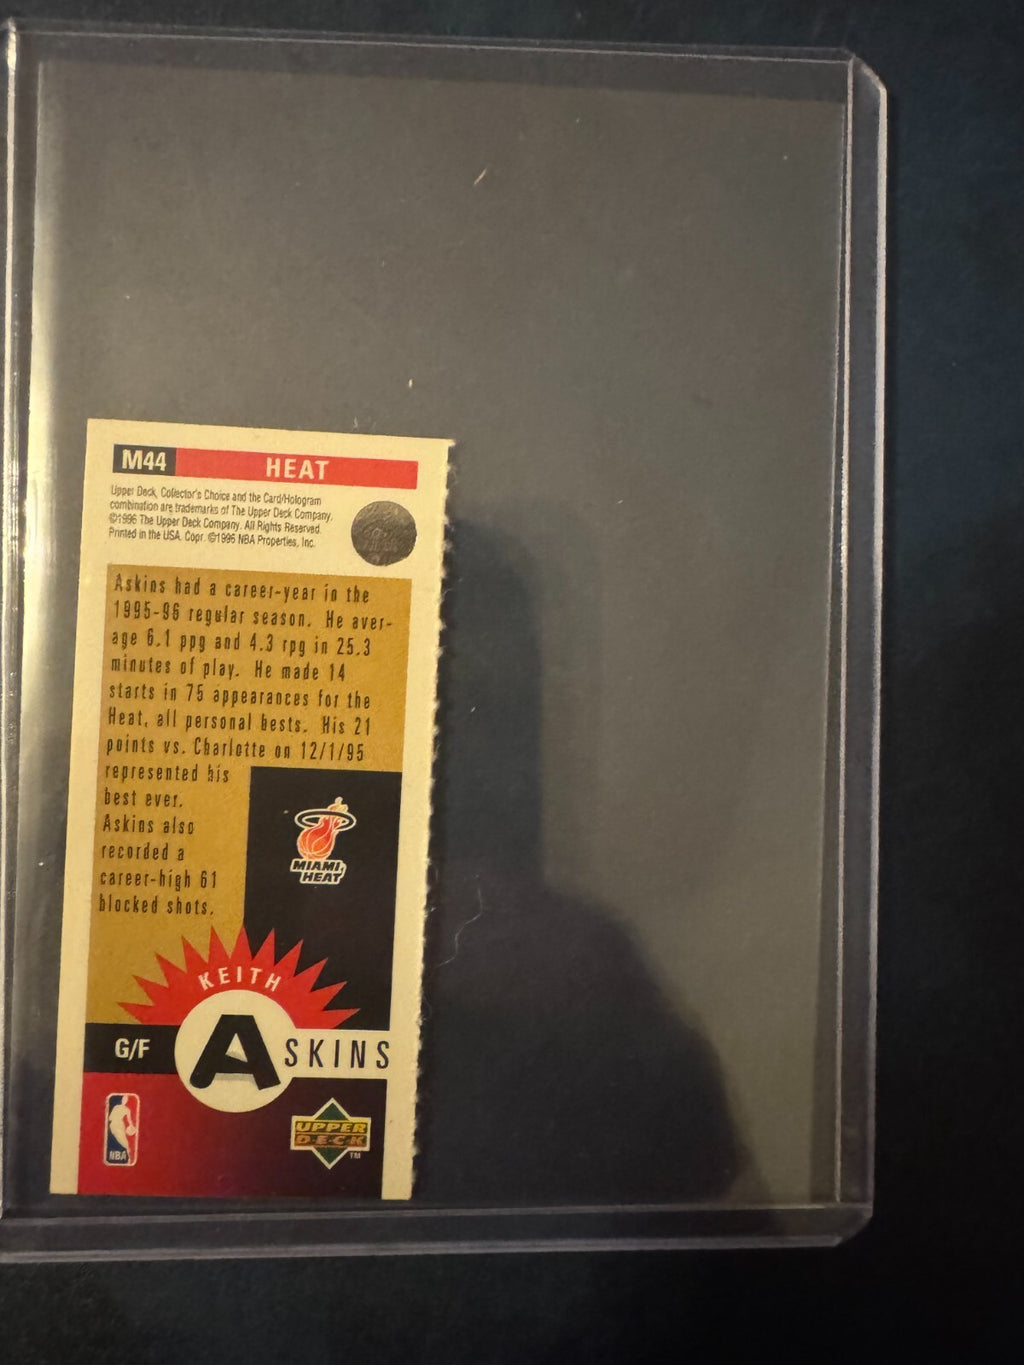 M44 HEAT
Upper Deck, Collector's Choice and the Card/Hologram
combination are trademarks of The Upper Deck Company.
©1996 The Upper Deck Company. All Rights Reserved.
Printed in the USA. Copr. ©1996 NBA Properties, Inc.
Askins had a career-year in the
1995-96 regular season. He aver-
age 6.1 ppg and 4.3 rpg in 25.3
minutes of play. He made 14
starts in 75 appearances for the
Heat, all personal bests. His 21
points vs. Charlotte on 12/1/95
represented his
best ever.
Askins also
recorded a
career-high 61
blocked shots.
MIAMI
HEAT
KEITH
G/F ASKINS
NBA
UPPER
DECK
TM